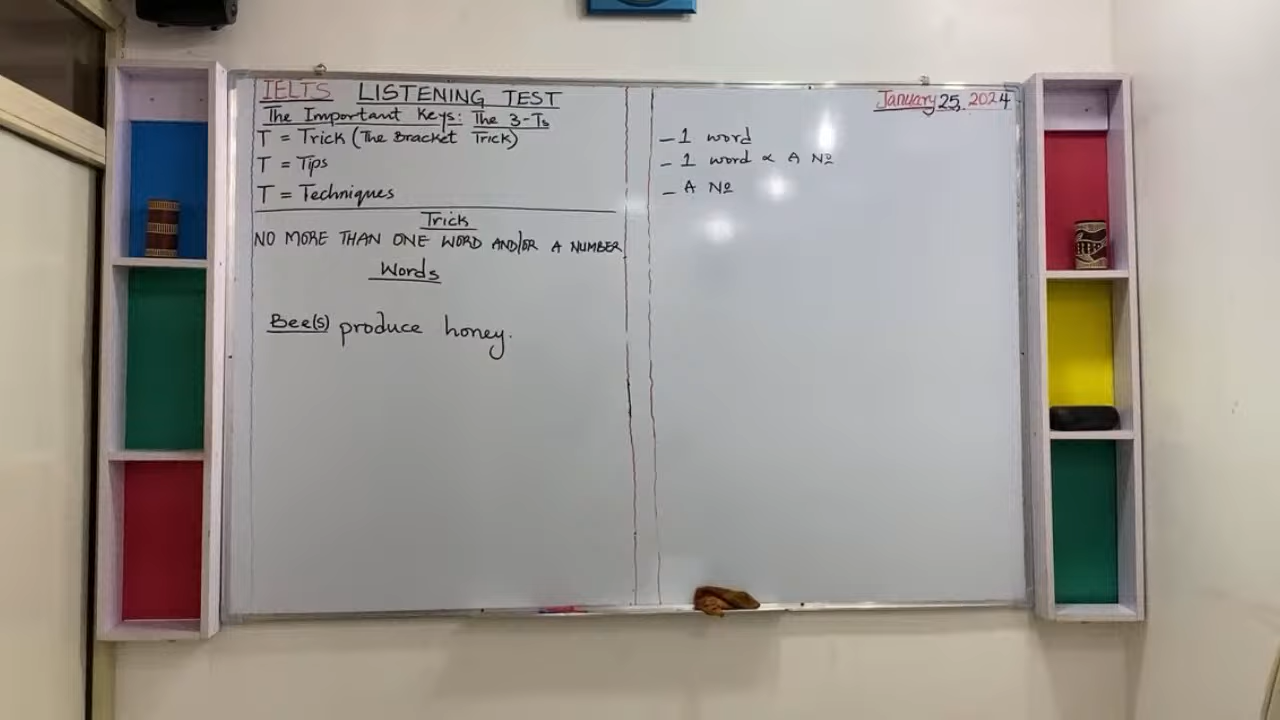 IELTS LISTENING TEST
The Important Keys: The 3-Ts
T = Trick (The Bracket Trick)
T = Tips
T = Techniques
Trick
NO MORE THAN ONE WORD AND/OR A NUMBER
Words
Bee(s) produce honey.
January 25, 2024
- 1 word
- 1 word & A №
- A №